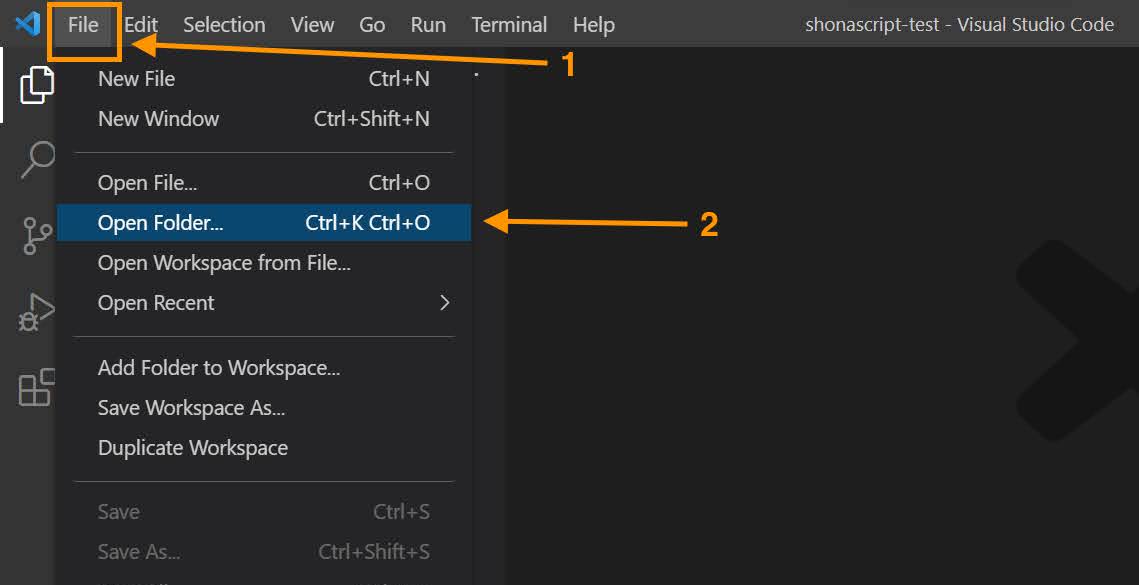 File Edit Selection View Go Run Terminal Help shonascript-test - Visual Studio Code
1
New File Ctrl+N
New Window Ctrl+Shift+N
Open File... Ctrl+O
Open Folder... Ctrl+K Ctrl+O
2
Open Workspace from File...
Open Recent
Add Folder to Workspace...
Save Workspace As...
Duplicate Workspace
Save Ctrl+S
Save As... Ctrl+Shift+S